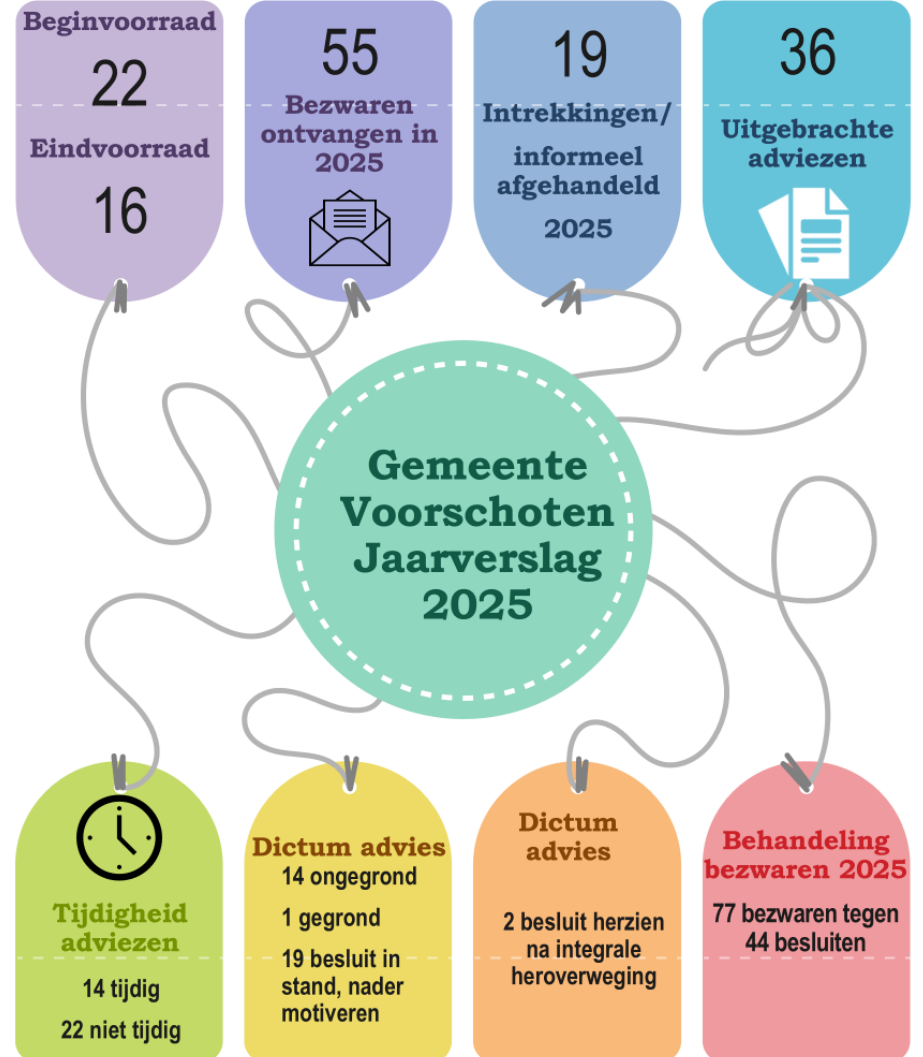 Beginvoorraad
22
Eindvoorraad
16
55
Bezwaren
ontvangen in
2025
19
Intrekkingen/
informeel
afgehandeld
2025
36
Uitgebrachte
adviezen
Gemeente
Voorschoten
Jaarverslag
2025
Tijdigheid
adviezen
14 tijdig
22 niet tijdig
Dictum advies
14 ongegrond
1 gegrond
19 besluit in
stand, nader
motiveren
Dictum
advies
2 besluit herzien
na integrale
heroverweging
Behandeling
bezwaren 2025
77 bezwaren tegen
44 besluiten